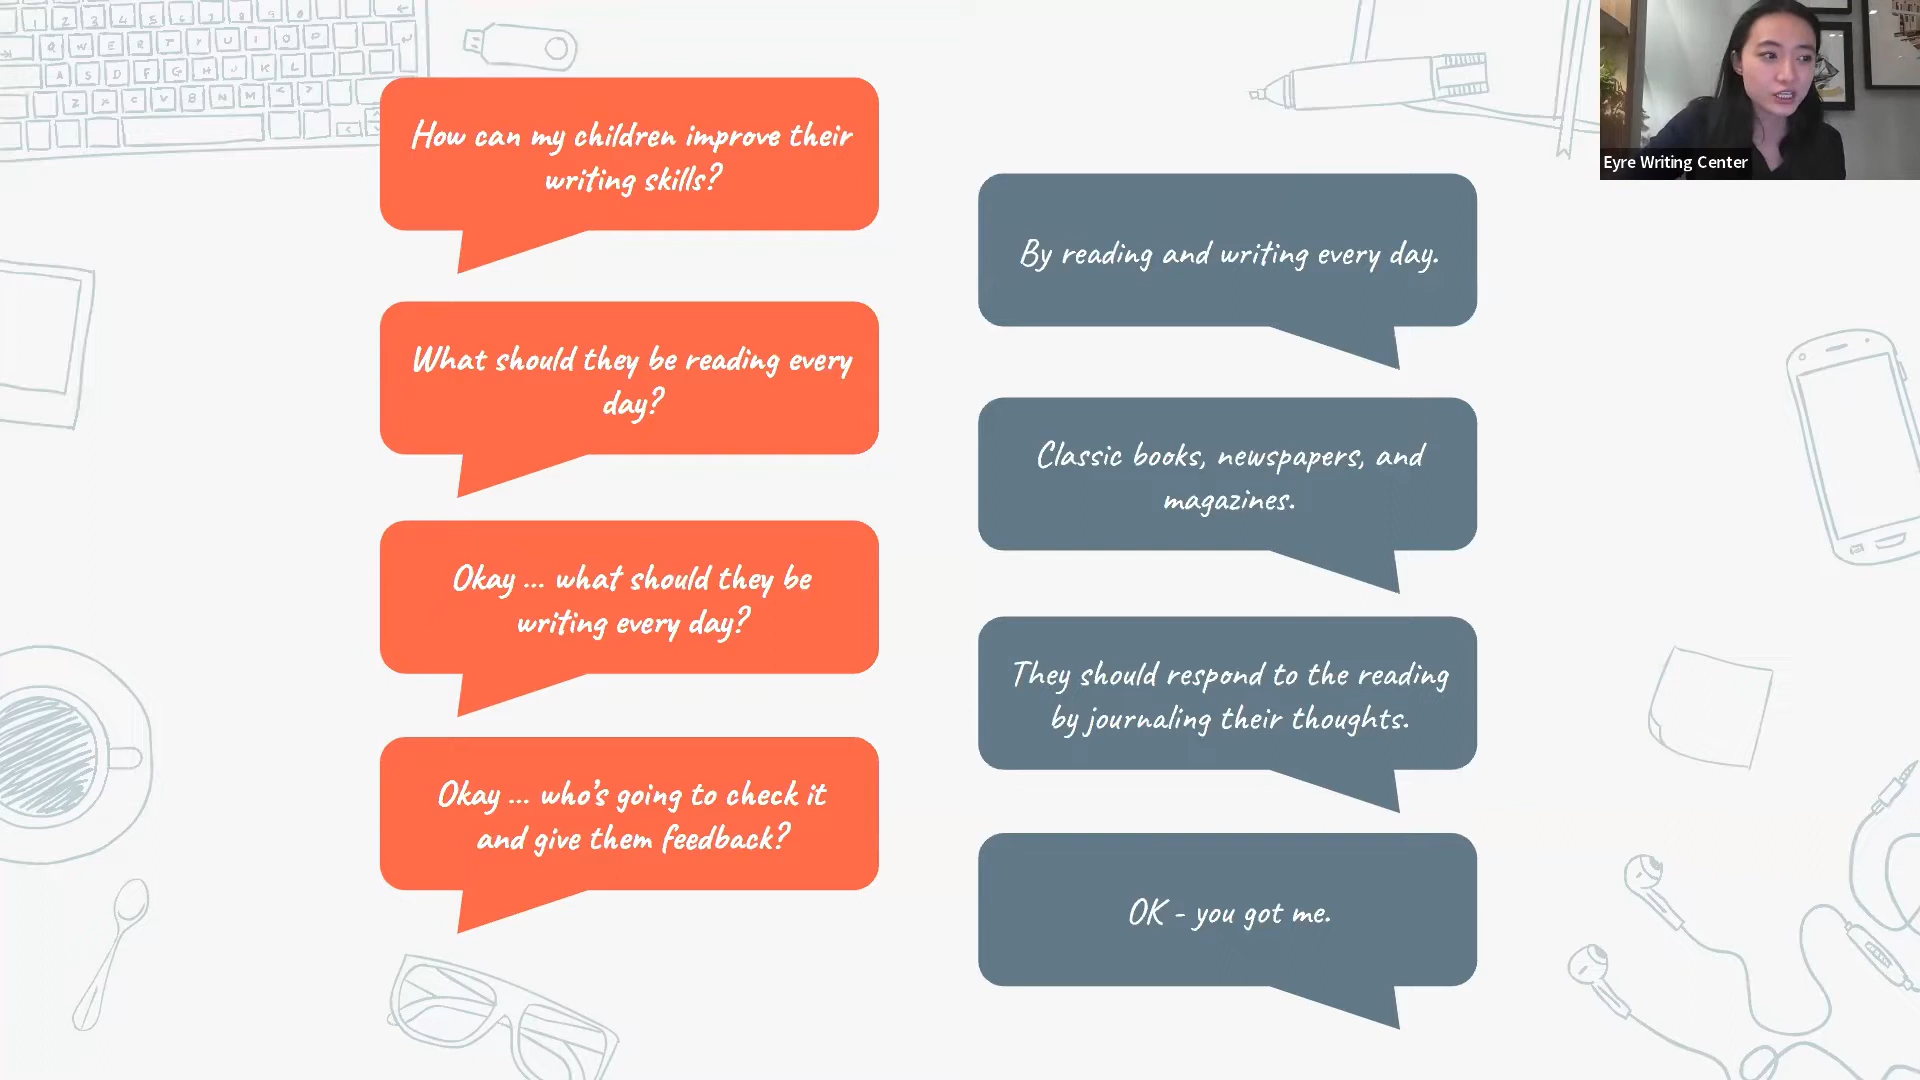 How can my children improve their
writing skills?
By reading and writing every day.
What should they be reading every
day?
Classic books, newspapers, and
magazines.
Okay ... what should they be
writing every day?
They should respond to the reading
by journaling their thoughts.
Okay ... who's going to check it
and give them feedback?
OK - you got me.
Eyre Writing Center